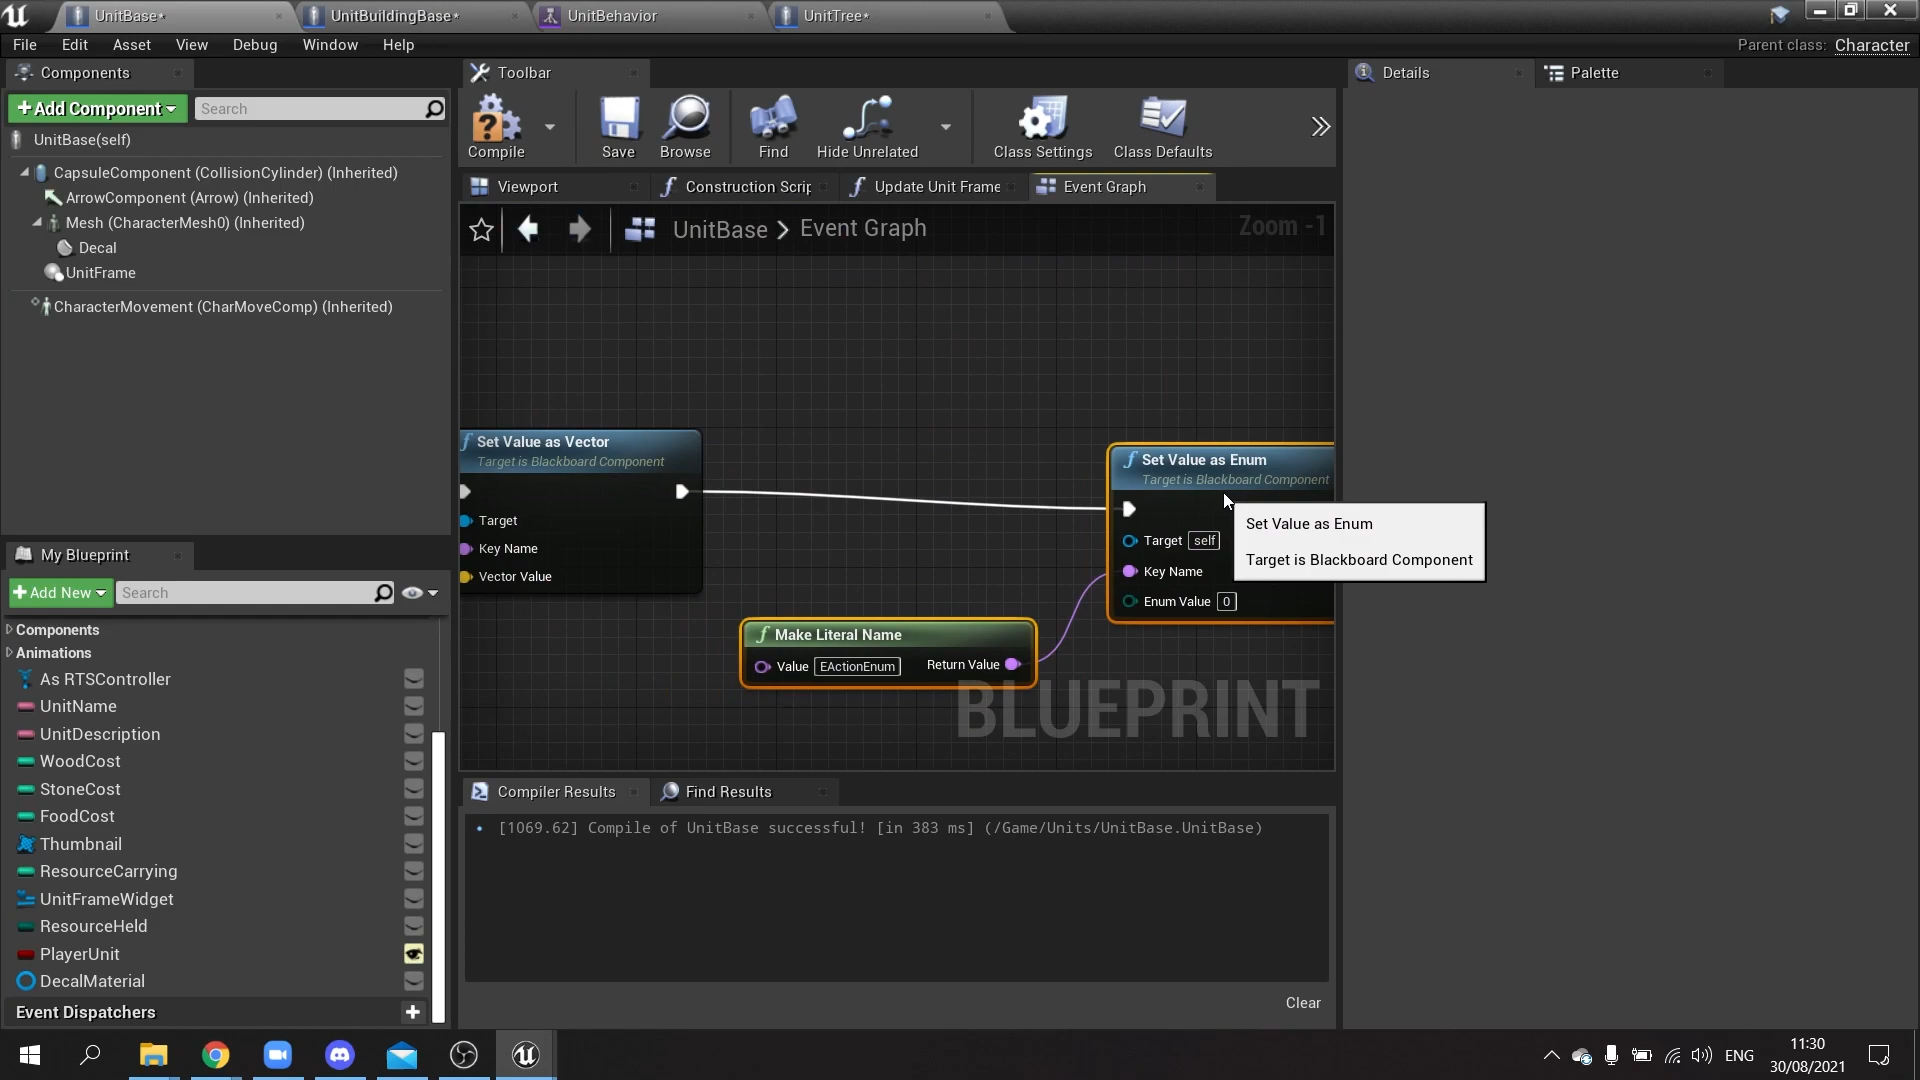 UnitBase*
UnitBuildingBase*
UnitBehavior
UnitTree*
File Edit Asset View Debug Window Help
Parent class: Character
Components
Toolbar
Details
Palette
+Add Component
Search
UnitBase(self)
CapsuleComponent (CollisionCylinder) (Inherited)
ArrowComponent (Arrow) (Inherited)
Mesh (CharacterMesh0) (Inherited)
Decal
UnitFrame
CharacterMovement (CharMoveComp) (Inherited)
Compile
Save
Browse
Find
Hide Unrelated
Class Settings
Class Defaults
Viewport
Construction Scrip
Update Unit Frame
Event Graph
UnitBase > Event Graph
Zoom -1
Set Value as Vector
Target is Blackboard Component
Target
Key Name
Vector Value
Set Value as Enum
Target is Blackboard Component
Target self
Key Name
Enum Value 0
Set Value as Enum
Target is Blackboard Component
Make Literal Name
Value EActionEnum Return Value
BLUEPRINT
My Blueprint
+Add New
Search
Components
Animations
As RTSController
UnitName
UnitDescription
WoodCost
StoneCost
FoodCost
Thumbnail
ResourceCarrying
UnitFrameWidget
ResourceHeld
PlayerUnit
DecalMaterial
Event Dispatchers
Compiler Results
Find Results
[1069.62] Compile of UnitBase successful! [in 383 ms] (/Game/Units/UnitBase.UnitBase)
Clear
ENG
11:30
30/08/2021